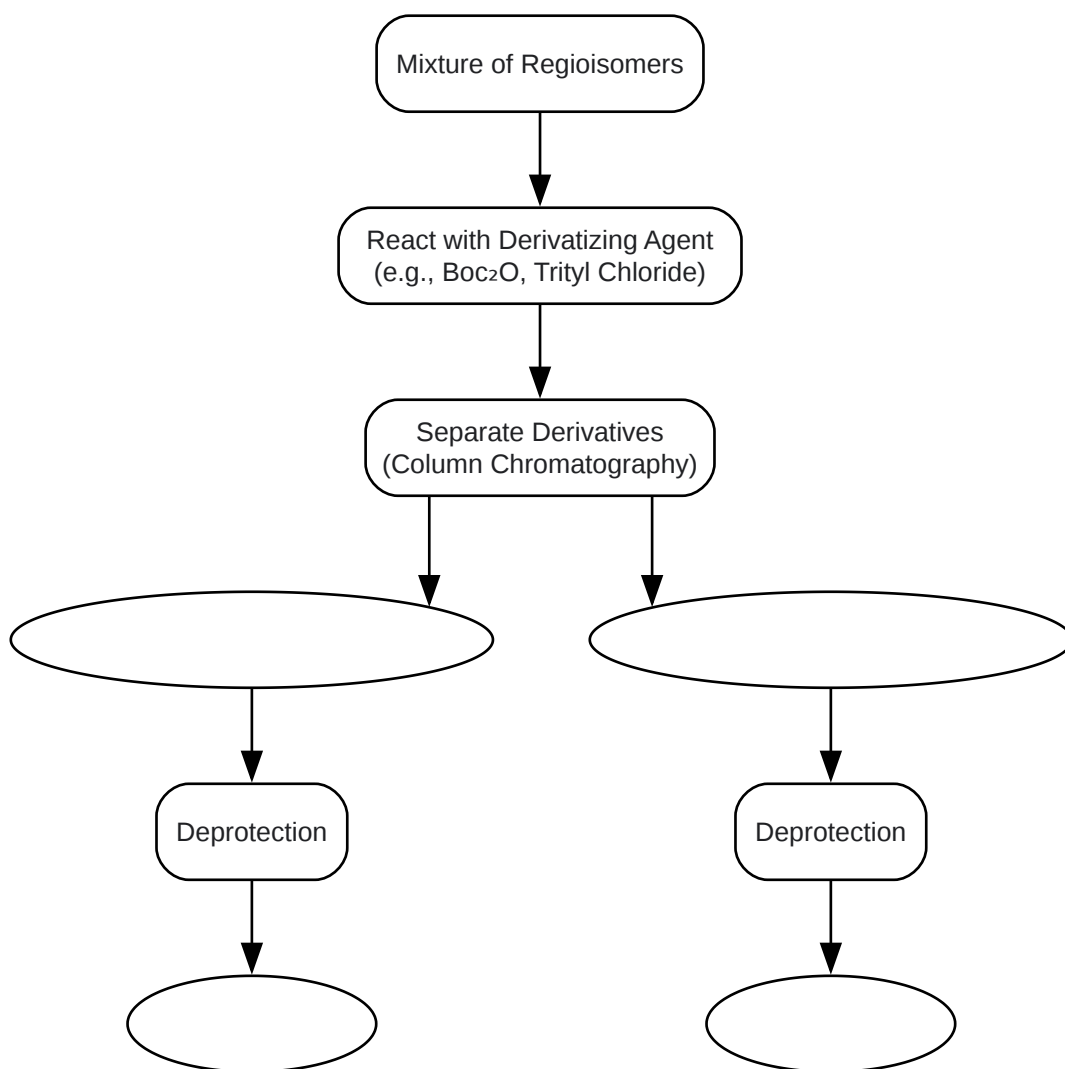 Mixture of Regioisomers
React with Derivatizing Agent
(e.g., Boc₂O, Trityl Chloride)
Separate Derivatives
(Column Chromatography)
Deprotection
Deprotection